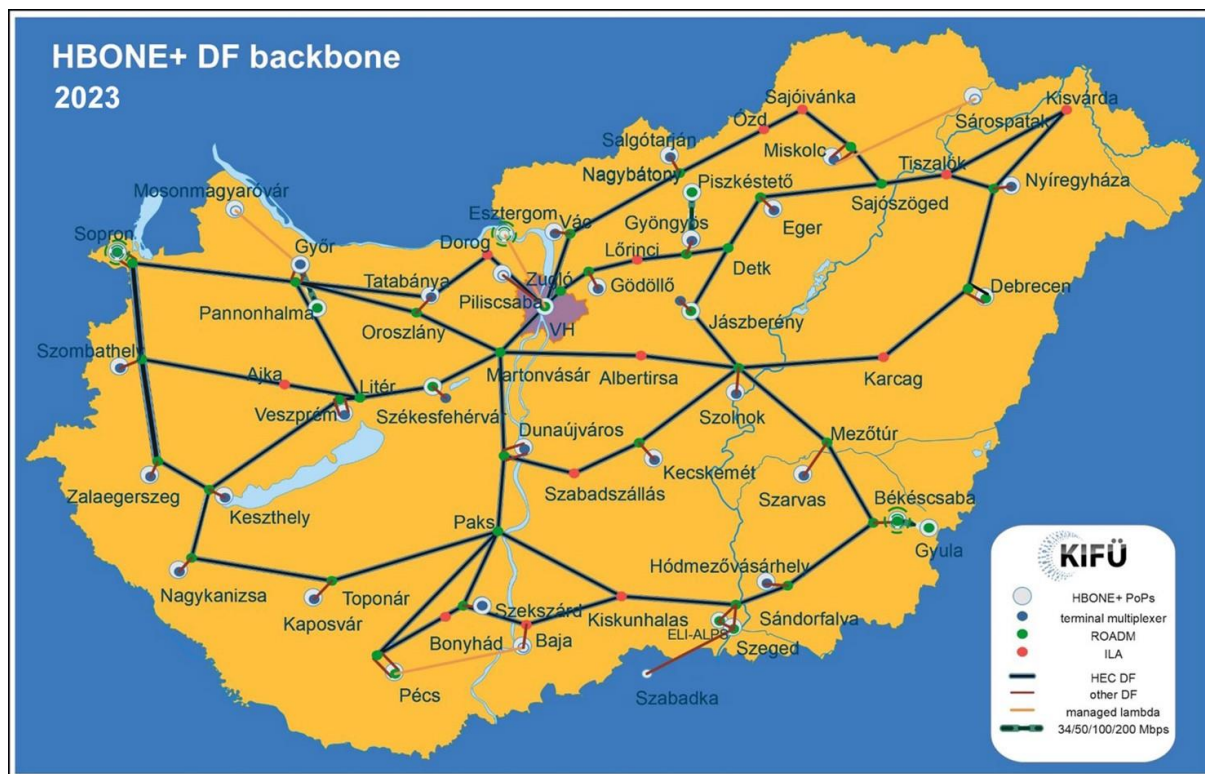 HBONE+ DF backbone
2023
Sajóivánka
Kisvárda
Ózd
Sárospatak
Salgótarján
Miskolc
Tiszalök
Nagybátony
Piszkéstető
Nyíregyháza
Mosonmagyaróvár
Esztergom
Vác
Gyöngyös
Eger
Sajószöged
Sopron
Győr
Dorog
Lőrinci
Detk
Tatabánya
Zugló
Gödöllő
Debrecen
Pannonhalma
Piliscsaba
Oroszlány
VH
Jászberény
Szombathely
Ajka
Litér
Martonvásár
Albertirsa
Karcag
Veszprém
Székesfehérvár
Szolnok
Dunaújváros
Mezőtúr
Kecskemét
Zalaegerszeg
Keszthely
Szabadszállás
Szarvas
Békéscsaba
Paks
Gyula
Hódmezővásárhely
Nagykanizsa
Toponár
Kaposvár
Szekszárd
Kiskunhalas
Sándorfalva
Bonyhád
Baja
ELI-ALPS
Szeged
Pécs
Szabadka
KIFÜ
HBONE+ PoPs
terminal multiplexer
ROADM
ILA
HEC DF
other DF
managed lambda
34/50/100/200 Mbps